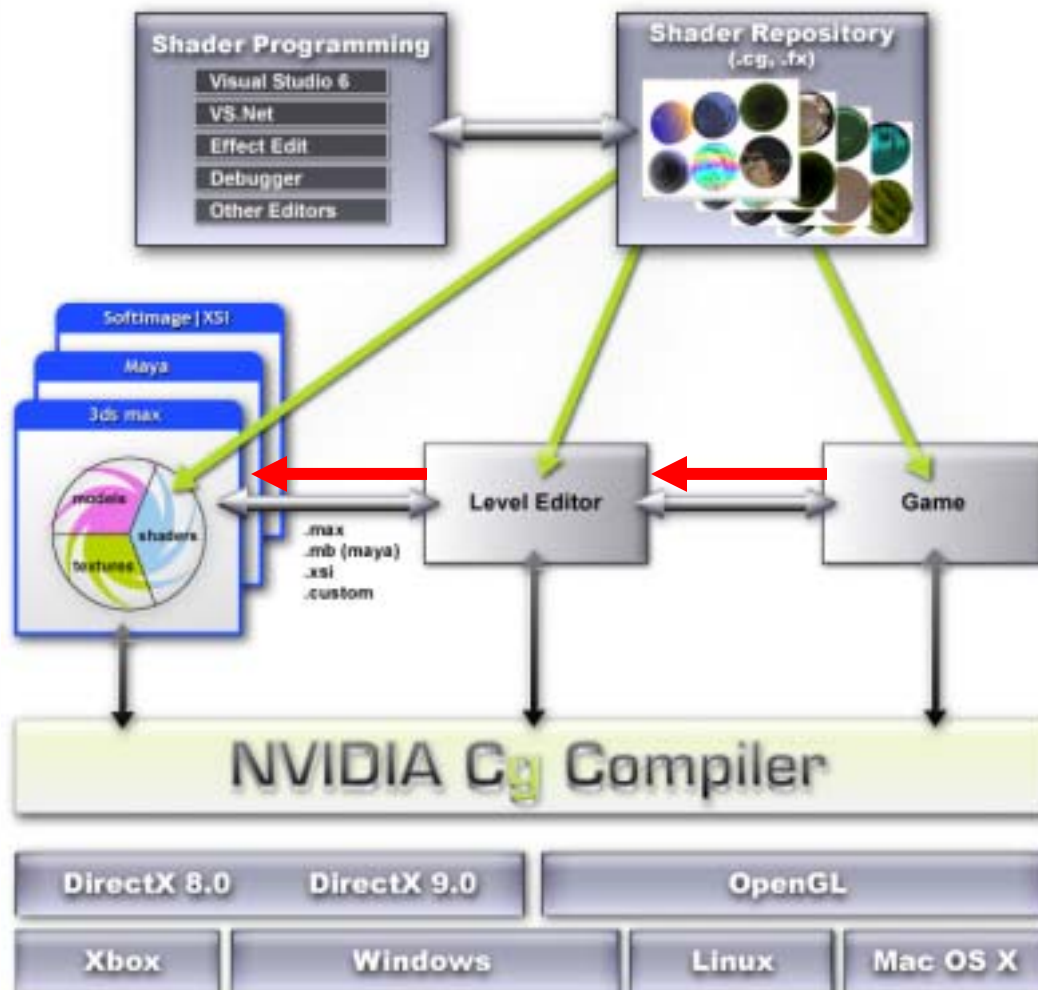 Shader Programming
Visual Studio 6
VS.Net
Effect Edit
Debugger
Other Editors
Shader Repository
(.cg, .fx)
Softimage|XSI
Maya
3ds max
models
shaders
textures
.max
.mb (maya)
.xsi
.custom
Level Editor
Game
NVIDIA Cg Compiler
DirectX 8.0 DirectX 9.0
OpenGL
Xbox
Windows
Linux
Mac OS X